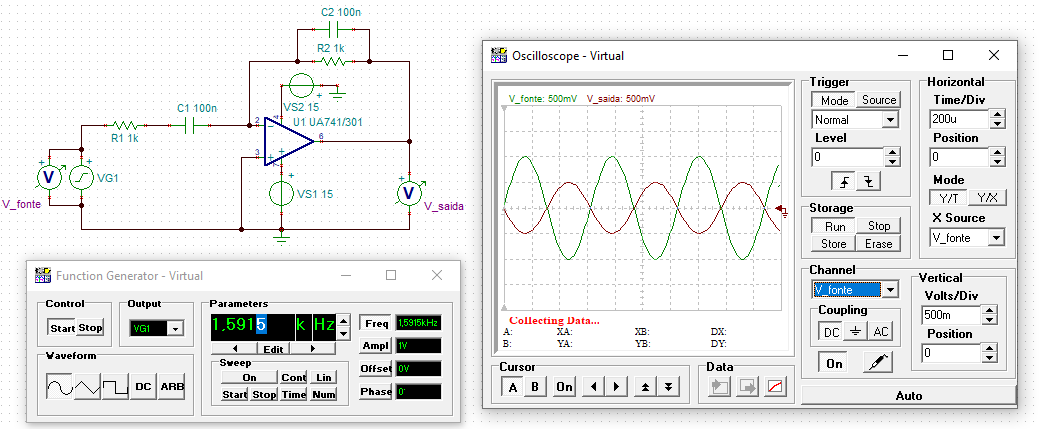 C2 100n
R2 1k
VS2 15
C1 100n
U1 UA741/301
R1 1k
2
4
6
3
7
V_fonte
VG1
VS1 15
V_saida
Function Generator - Virtual
Control
Start Stop
Output
VG1
Parameters
1,5915 k Hz
Edit
Freq 1,5915kHz
Ampl 1V
Offset 0V
Phase 0
Waveform
DC ARB
Sweep
On Cont Lin
Start Stop Time Num
Oscilloscope - Virtual
V_fonte: 500mV V_saida: 500mV
Collecting Data...
A: XA: XB: DX:
B: YA: YB: DY:
Cursor
A B On
Data
Trigger
Mode Source
Normal
Level
0
Storage
Run Stop
Store Erase
Horizontal
Time/Div
200u
Position
0
Mode
Y/T Y/X
X Source
V_fonte
Channel
V_fonte
Coupling
DC AC
On
Vertical
Volts/Div
500m
Position
0
Auto